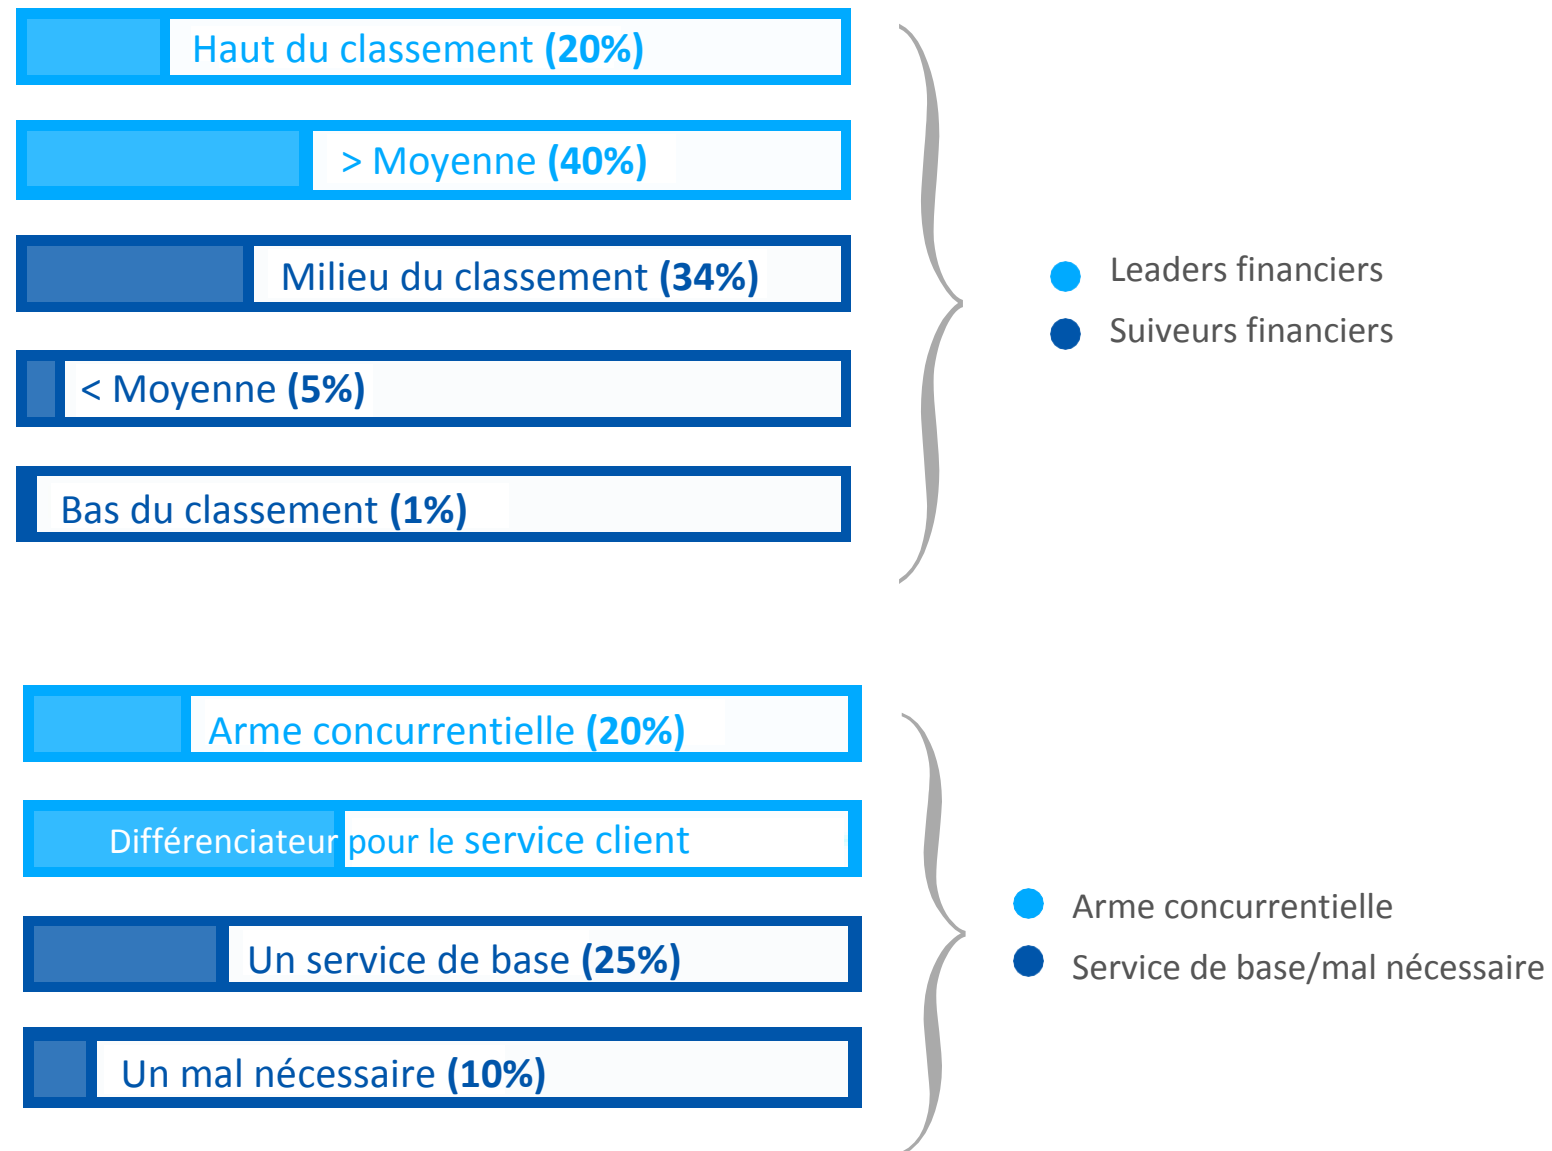 Haut du classement (20%)
> Moyenne (40%)
Milieu du classement (34%)
< Moyenne (5%)
Bas du classement (1%)
Leaders financiers
Suiveurs financiers
Arme concurrentielle (20%)
Différenciateur pour le service client
Un service de base (25%)
Un mal nécessaire (10%)
Arme concurrentielle
Service de base/mal nécessaire